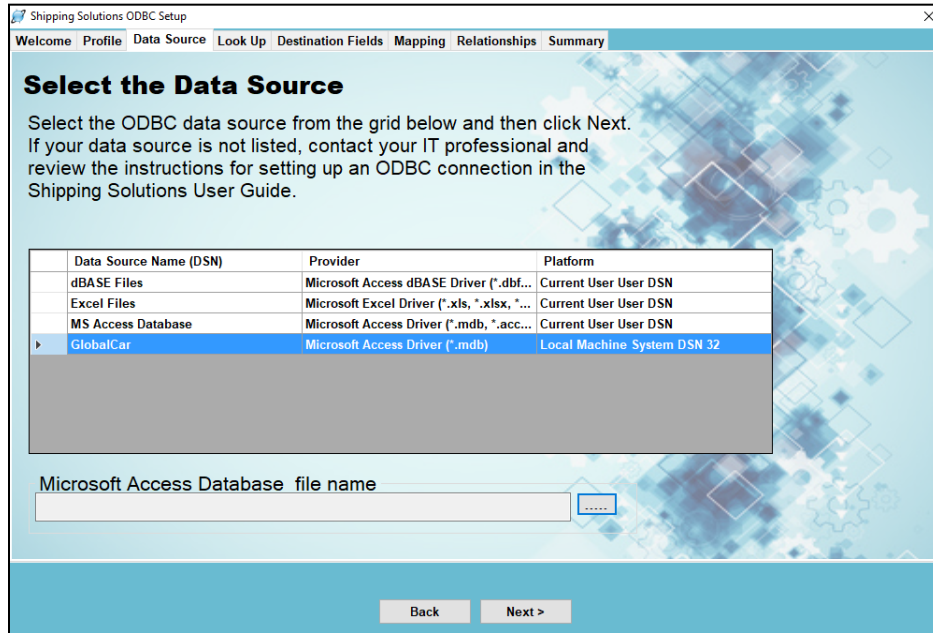 Shipping Solutions ODBC Setup
Welcome Profile Data Source Look Up Destination Fields Mapping Relationships Summary
Select the Data Source
Select the ODBC data source from the grid below and then click Next.
If your data source is not listed, contact your IT professional and
review the instructions for setting up an ODBC connection in the
Shipping Solutions User Guide.
Data Source Name (DSN) Provider Platform
dBASE Files Microsoft Access dBASE Driver (*.dbf... Current User User DSN
Excel Files Microsoft Excel Driver (*.xls, *.xlsx, *... Current User User DSN
MS Access Database Microsoft Access Driver (*.mdb, *.acc... Current User User DSN
GlobalCar Microsoft Access Driver (*.mdb) Local Machine System DSN 32
Microsoft Access Database file name
.....
Back Next >